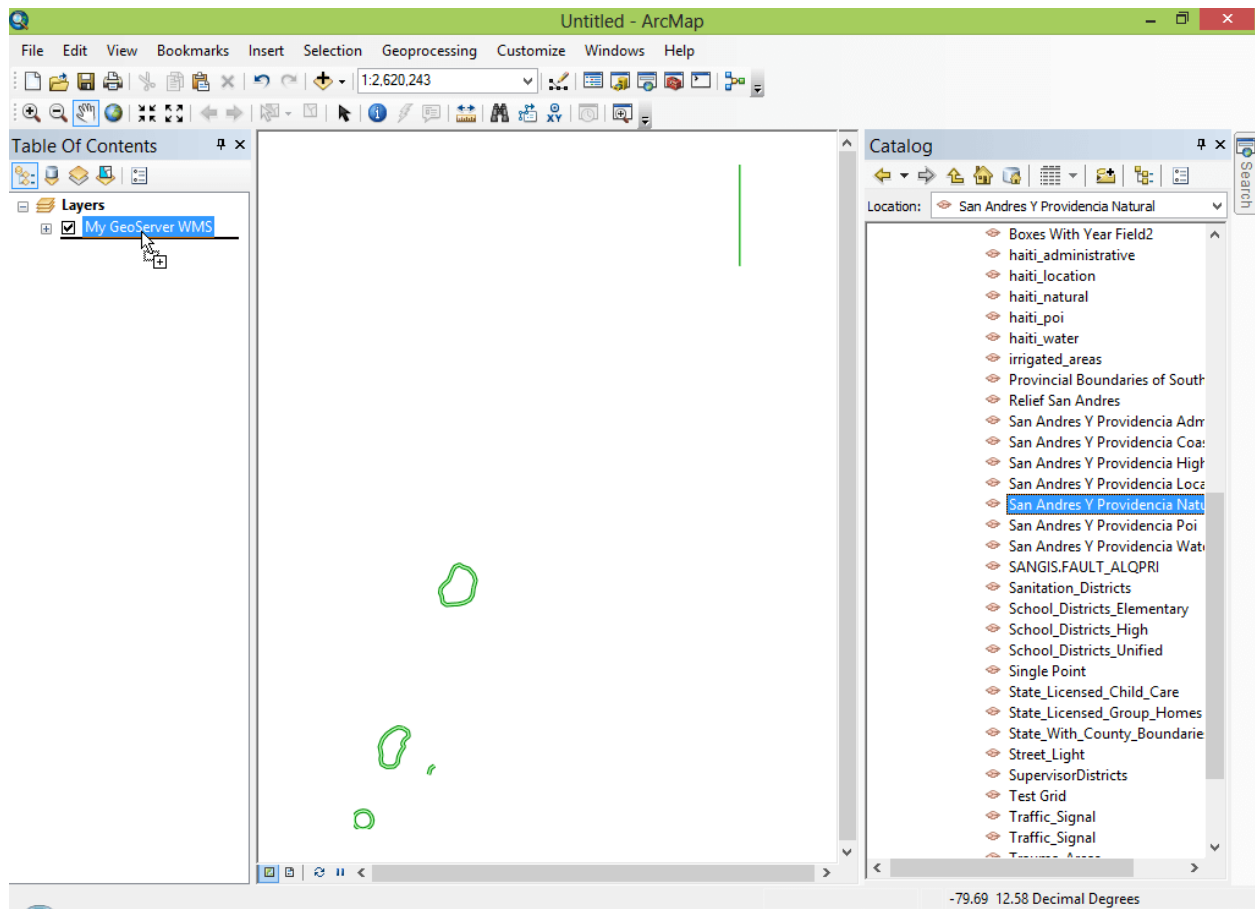 Untitled - ArcMap
File Edit View Bookmarks Insert Selection Geoprocessing Customize Windows Help
1:2,620,243
Table Of Contents
Layers
My GeoServer WMS
Catalog
Location: San Andres Y Providencia Natural
Boxes With Year Field2
haiti_administrative
haiti_location
haiti_natural
haiti_poi
haiti_water
irrigated_areas
Provincial Boundaries of South
Relief San Andres
San Andres Y Providencia Adm
San Andres Y Providencia Coas
San Andres Y Providencia High
San Andres Y Providencia Loca
San Andres Y Providencia Natu
San Andres Y Providencia Poi
San Andres Y Providencia Wate
SANGIS.FAULT_ALQPRI
Sanitation_Districts
School_Districts_Elementary
School_Districts_High
School_Districts_Unified
Single Point
State_Licensed_Child_Care
State_Licensed_Group_Homes
State_With_County_Boundarie
Street_Light
SupervisorDistricts
Test Grid
Traffic_Signal
Traffic_Signal
Search
-79.69 12.58 Decimal Degrees